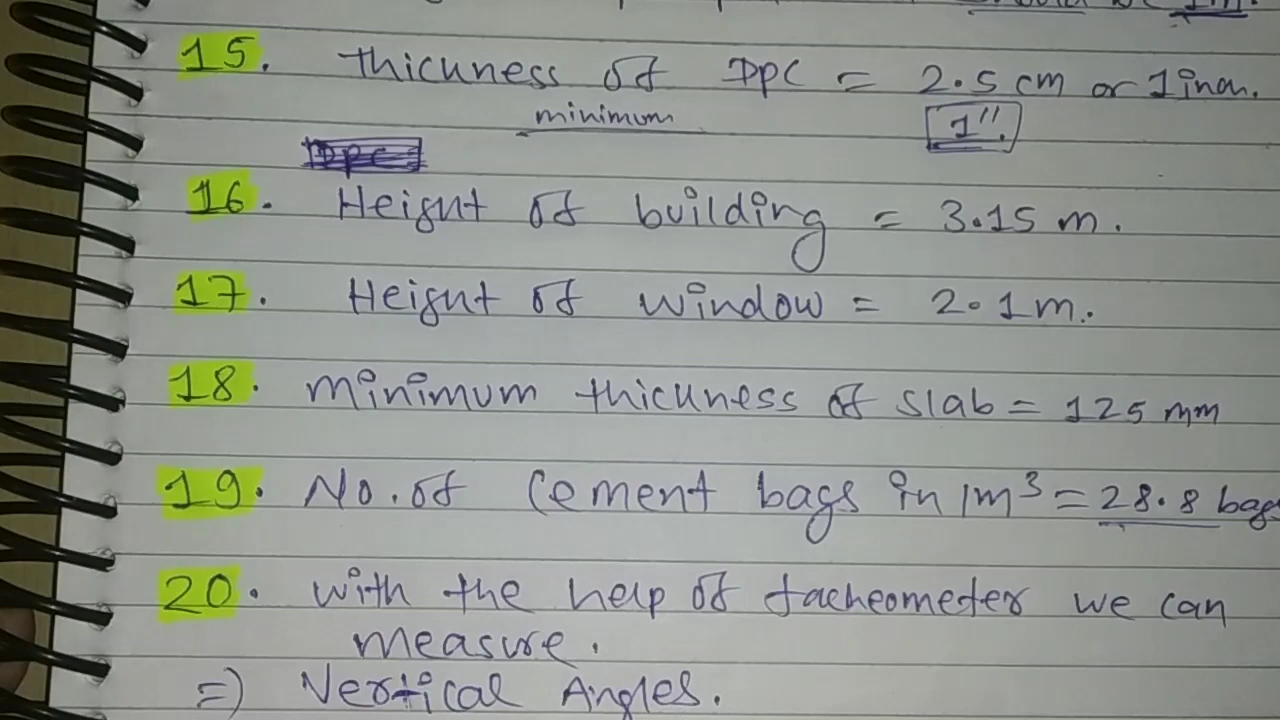 15. Thickness of DPC = 2.5 cm or 1 inch.
minimum 1".
16. Height of building = 3.15 m.
17. Height of window = 2.1 m.
18. Minimum thickness of slab = 125 mm
19. No. of Cement bags in 1m³ = 28.8 bags
20. With the help of tacheometer we can
measure.
=) Vertical Angles.